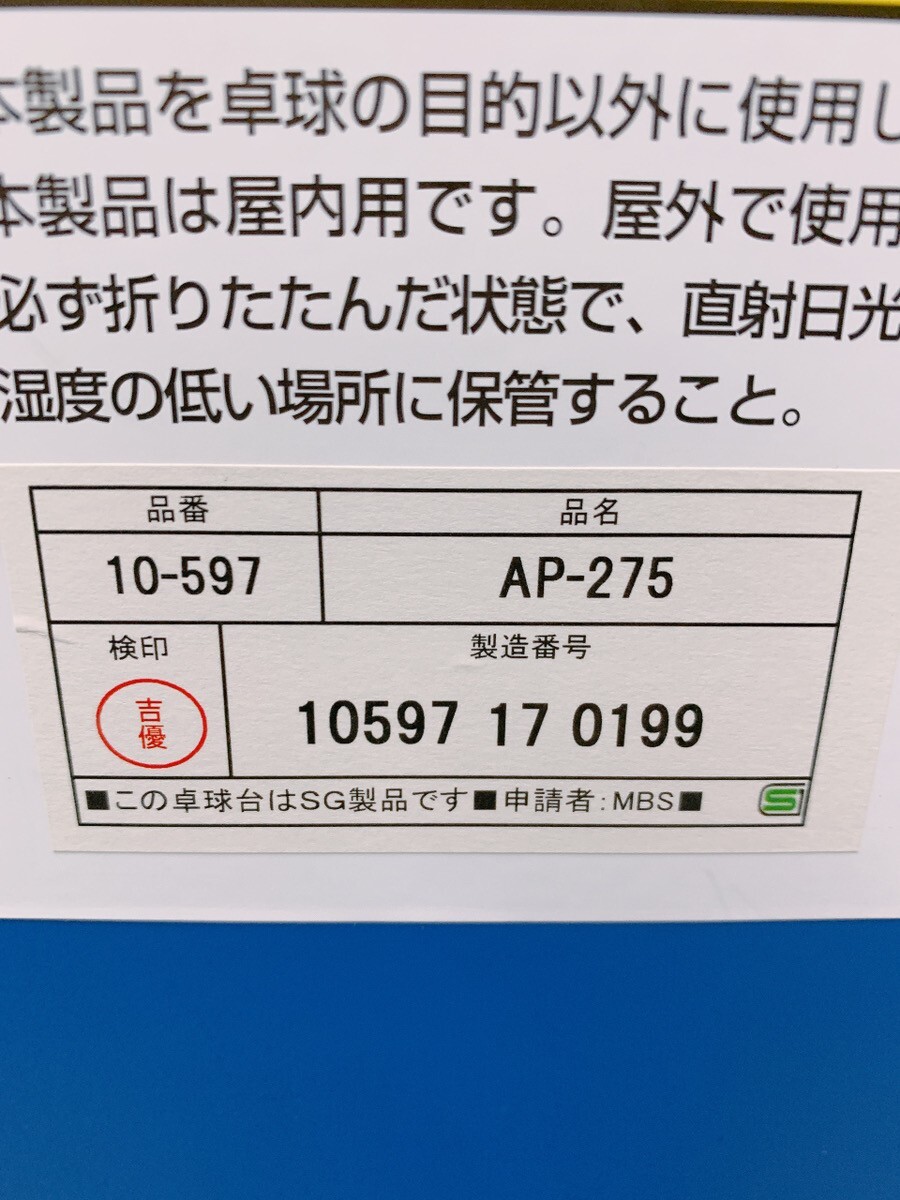 本製品を卓球の目的以外に使用し
本製品は屋内用です。屋外で使用
必ず折りたたんだ状態で、直射日光
湿度の低い場所に保管すること。
品番 品名
10-597 AP-275
検印 製造番号
吉優 10597 17 0199
■この卓球台はSG製品です■申請者:MBS■